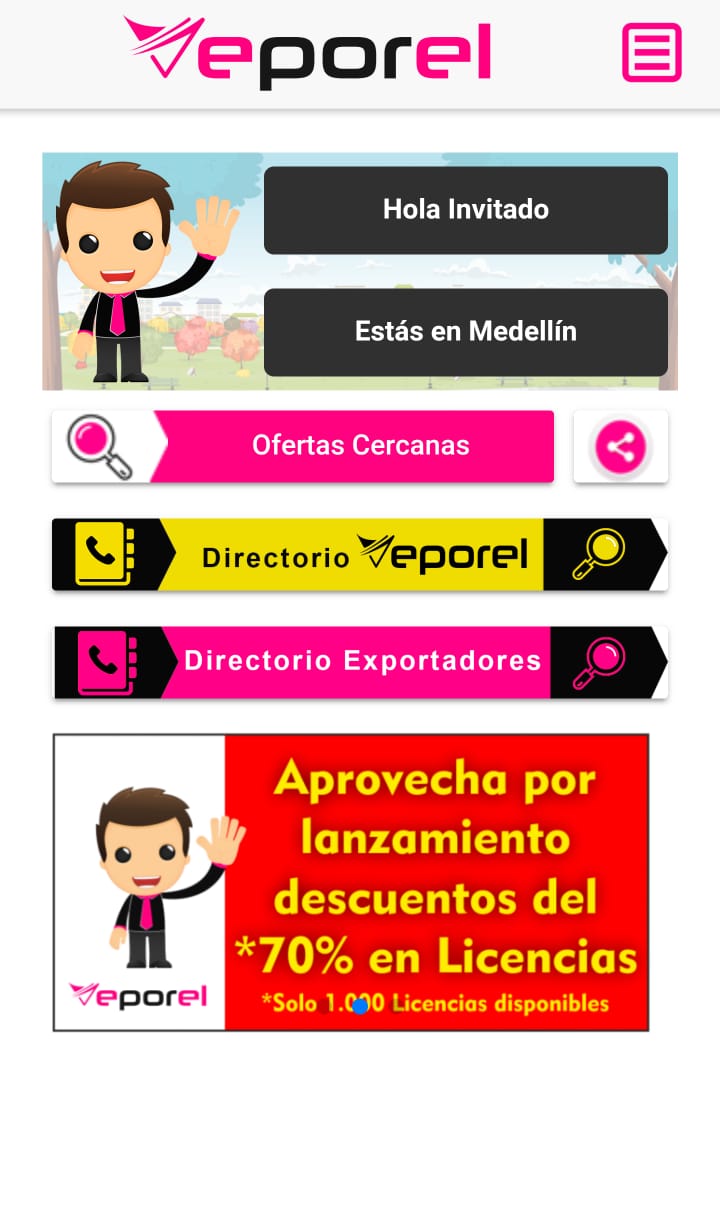 Veporel
Hola Invitado
Estás en Medellín
Ofertas Cercanas
Directorio Veporel
Directorio Exportadores
Aprovecha por
lanzamiento
descuentos del
*70% en Licencias
Veporel
*Solo 1.000 Licencias disponibles